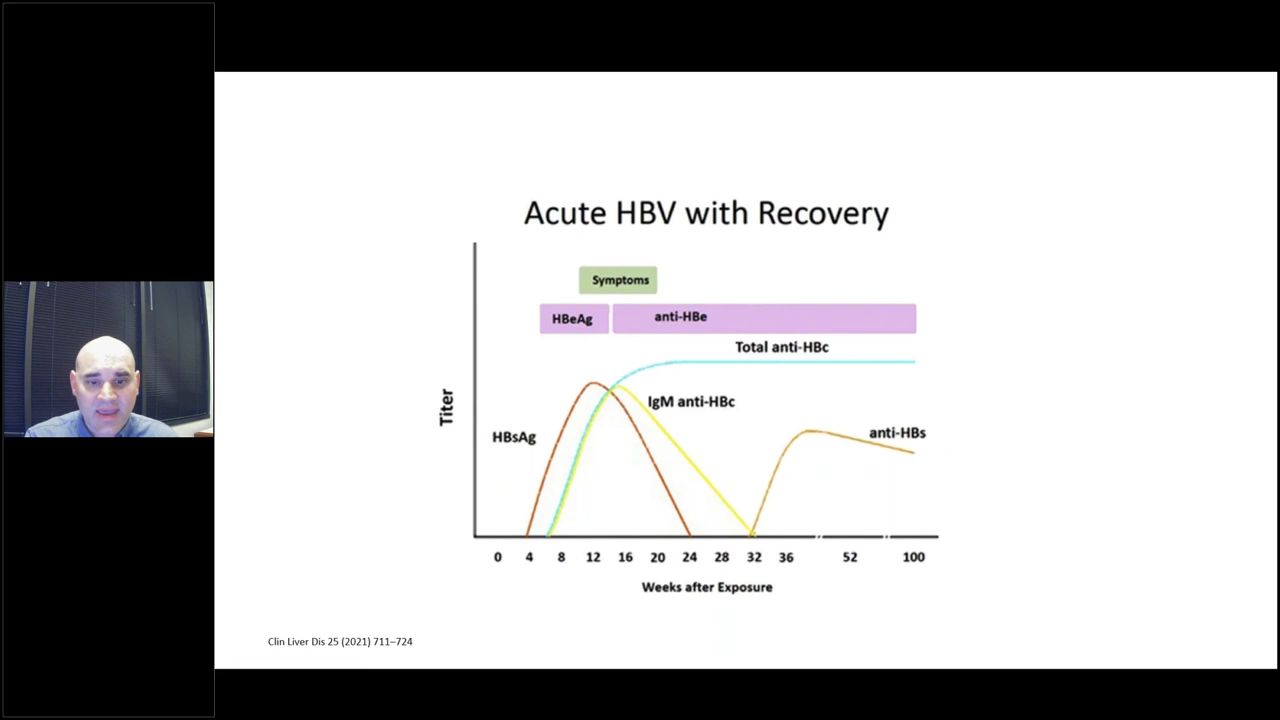 Acute HBV with Recovery
Symptoms
HBeAg
anti-HBe
Total anti-HBc
IgM anti-HBc
HBsAg
anti-HBs
Titer
0 4 8 12 16 20 24 28 32 36 52 100
Weeks after Exposure
Clin Liver Dis 25 (2021) 711–724